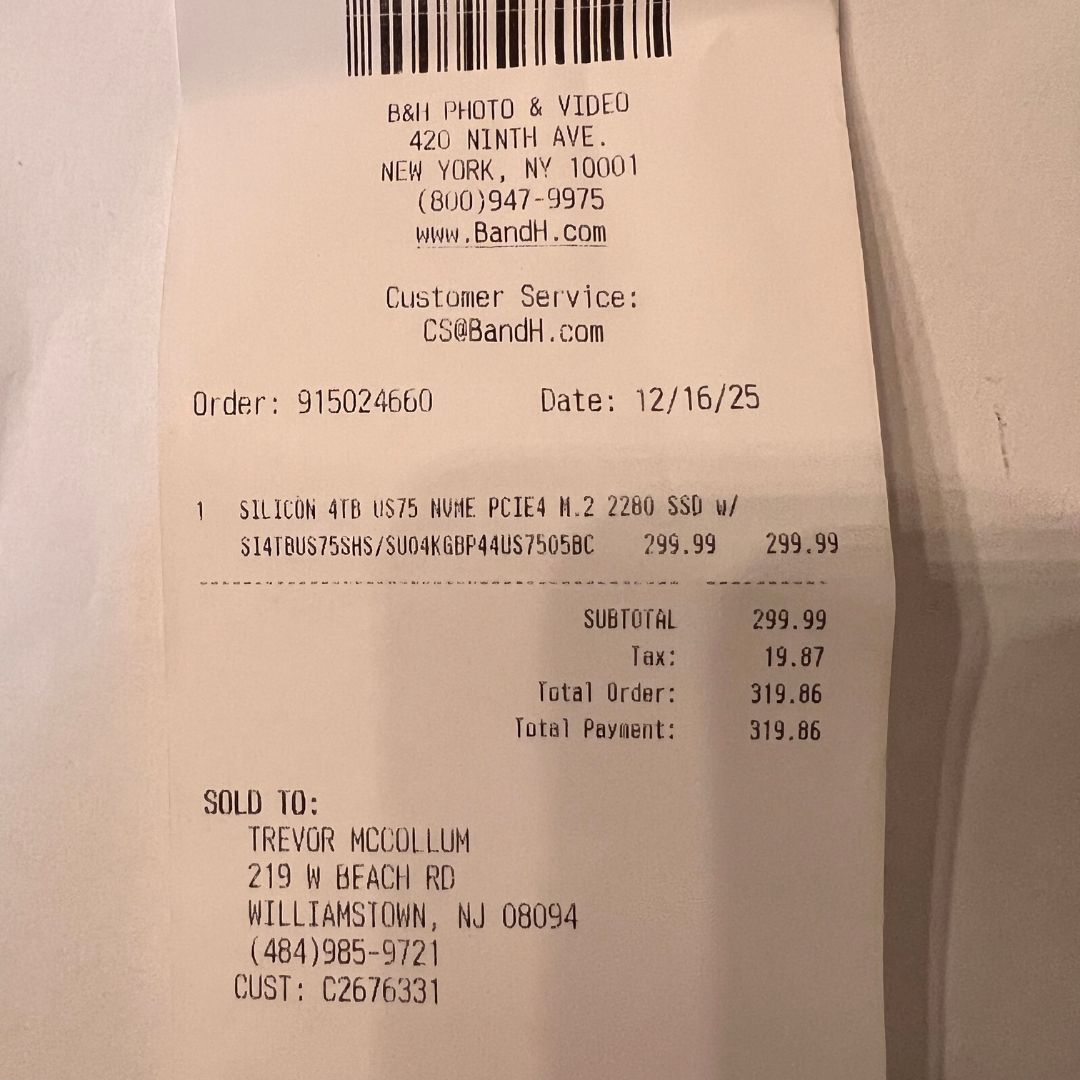 B&H PHOTO & VIDEO
420 NINTH AVE.
NEW YORK, NY 10001
(800)947-9975
www.BandH.com
Customer Service:
CS@BandH.com
Order: 915024660 Date: 12/16/25
1 SILICON 4TB US75 NVME PCIE4 M.2 2280 SSD w/
SI4TBUS75SHS/SU04KGBP44US7505BC 299.99 299.99
SUBTOTAL 299.99
Tax: 19.87
Total Order: 319.86
Total Payment: 319.86
SOLD TO:
TREVOR MCCOLLUM
219 W BEACH RD
WILLIAMSTOWN, NJ 08094
(484)985-9721
CUST: C2676331